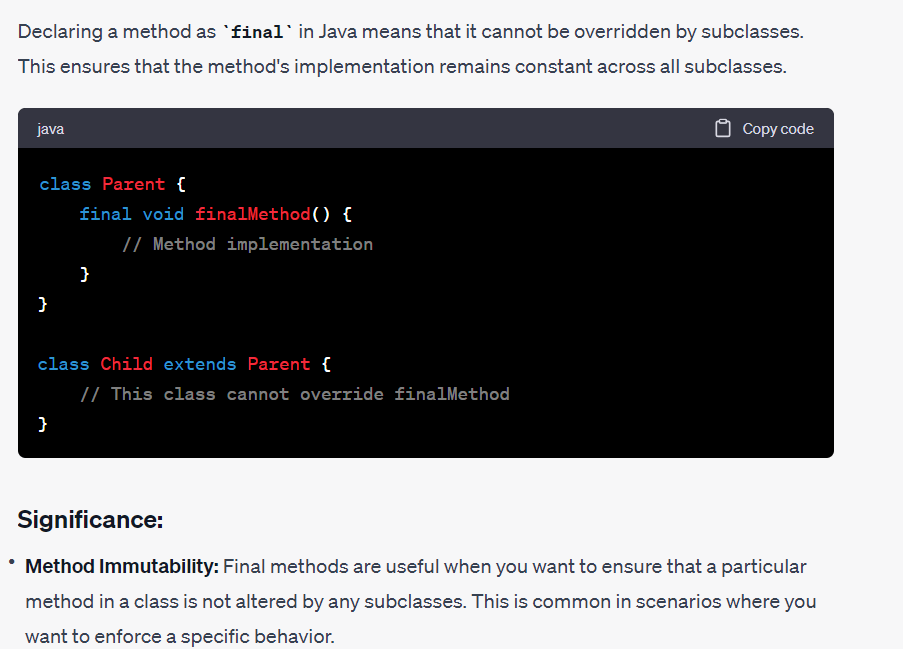 Declaring a method as `final` in Java means that it cannot be overridden by subclasses.
This ensures that the method's implementation remains constant across all subclasses.
java
Copy code
class Parent {
    final void finalMethod() {
        // Method implementation
    }
}
class Child extends Parent {
    // This class cannot override finalMethod
}
Significance:
• Method Immutability: Final methods are useful when you want to ensure that a particular
method in a class is not altered by any subclasses. This is common in scenarios where you
want to enforce a specific behavior.